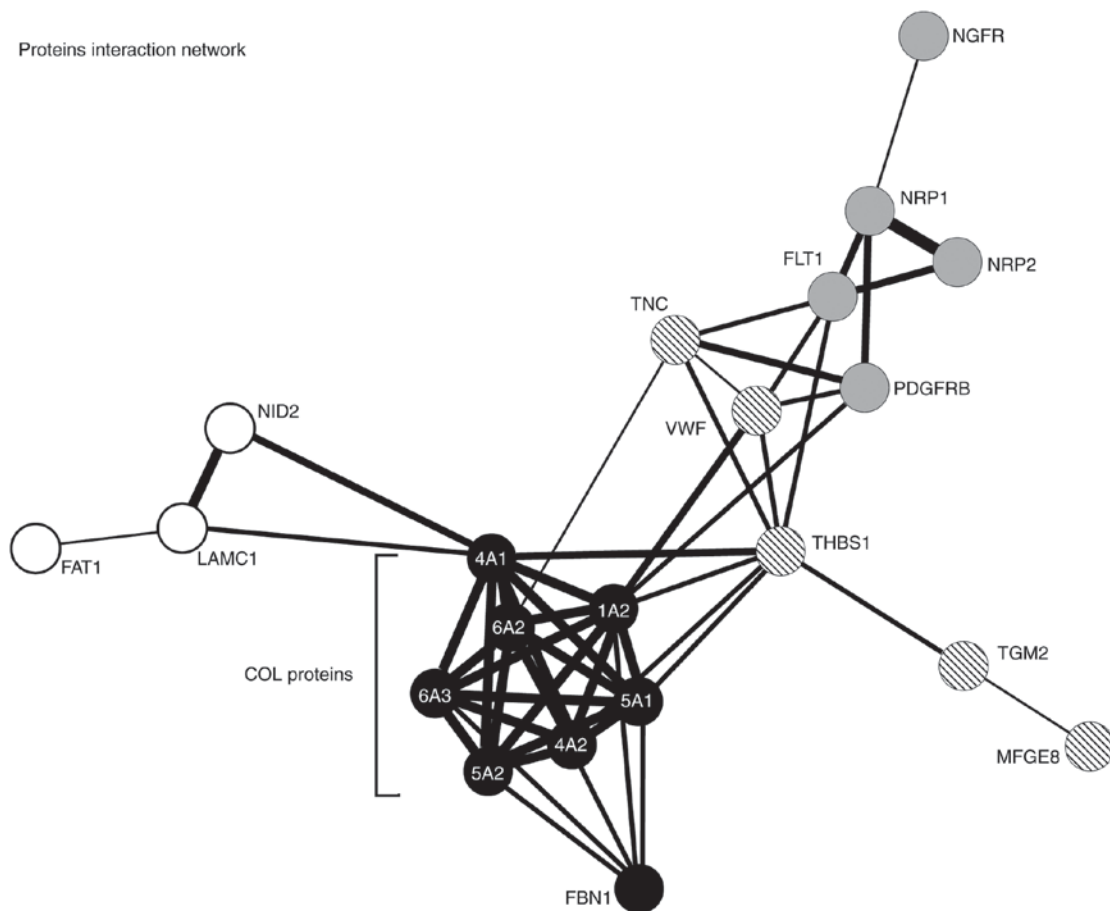 Proteins interaction network
NGFR
NRP1
NRP2
FLT1
TNC
PDGFRB
VWF
NID2
LAMC1
FAT1
THBS1
4A1
1A2
6A2
COL proteins
6A3
5A1
4A2
5A2
TGM2
MFGE8
FBN1